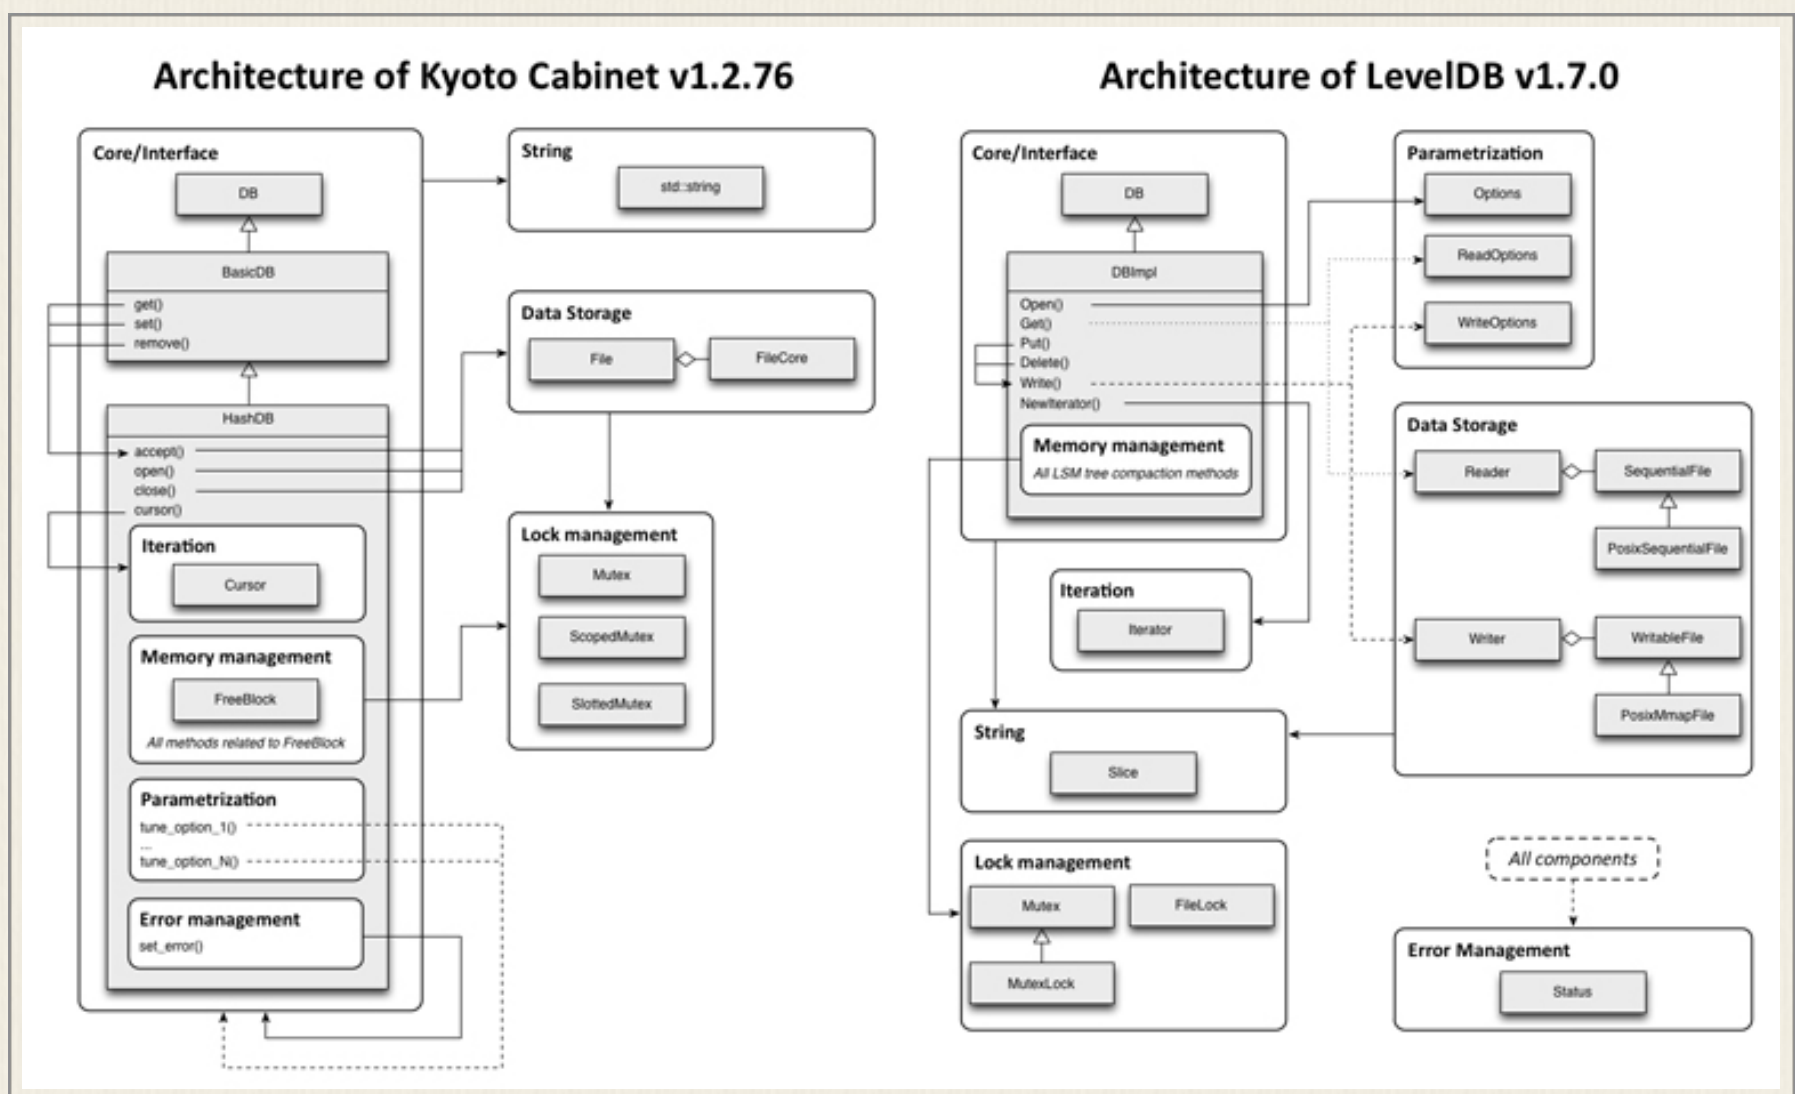 Architecture of Kyoto Cabinet v1.2.76
Core/Interface
DB
BasicDB
get()
set()
remove()
HashDB
accept()
open()
close()
cursor()
Iteration
Cursor
Memory management
FreeBlock
All methods related to FreeBlock
Parametrization
tune_option_1()
...
tune_option_N()
Error management
set_error()
String
std::string
Data Storage
File
FileCore
Lock management
Mutex
ScopedMutex
SlottedMutex
Architecture of LevelDB v1.7.0
Core/Interface
DB
DBImpl
Open()
Get()
Put()
Delete()
Write()
NewIterator()
Memory management
All LSM tree compaction methods
Iteration
Iterator
String
Slice
Lock management
Mutex
FileLock
MutexLock
Parametrization
Options
ReadOptions
WriteOptions
Data Storage
Reader
SequentialFile
PosixSequentialFile
Writer
WritableFile
PosixMmapFile
All components
Error Management
Status